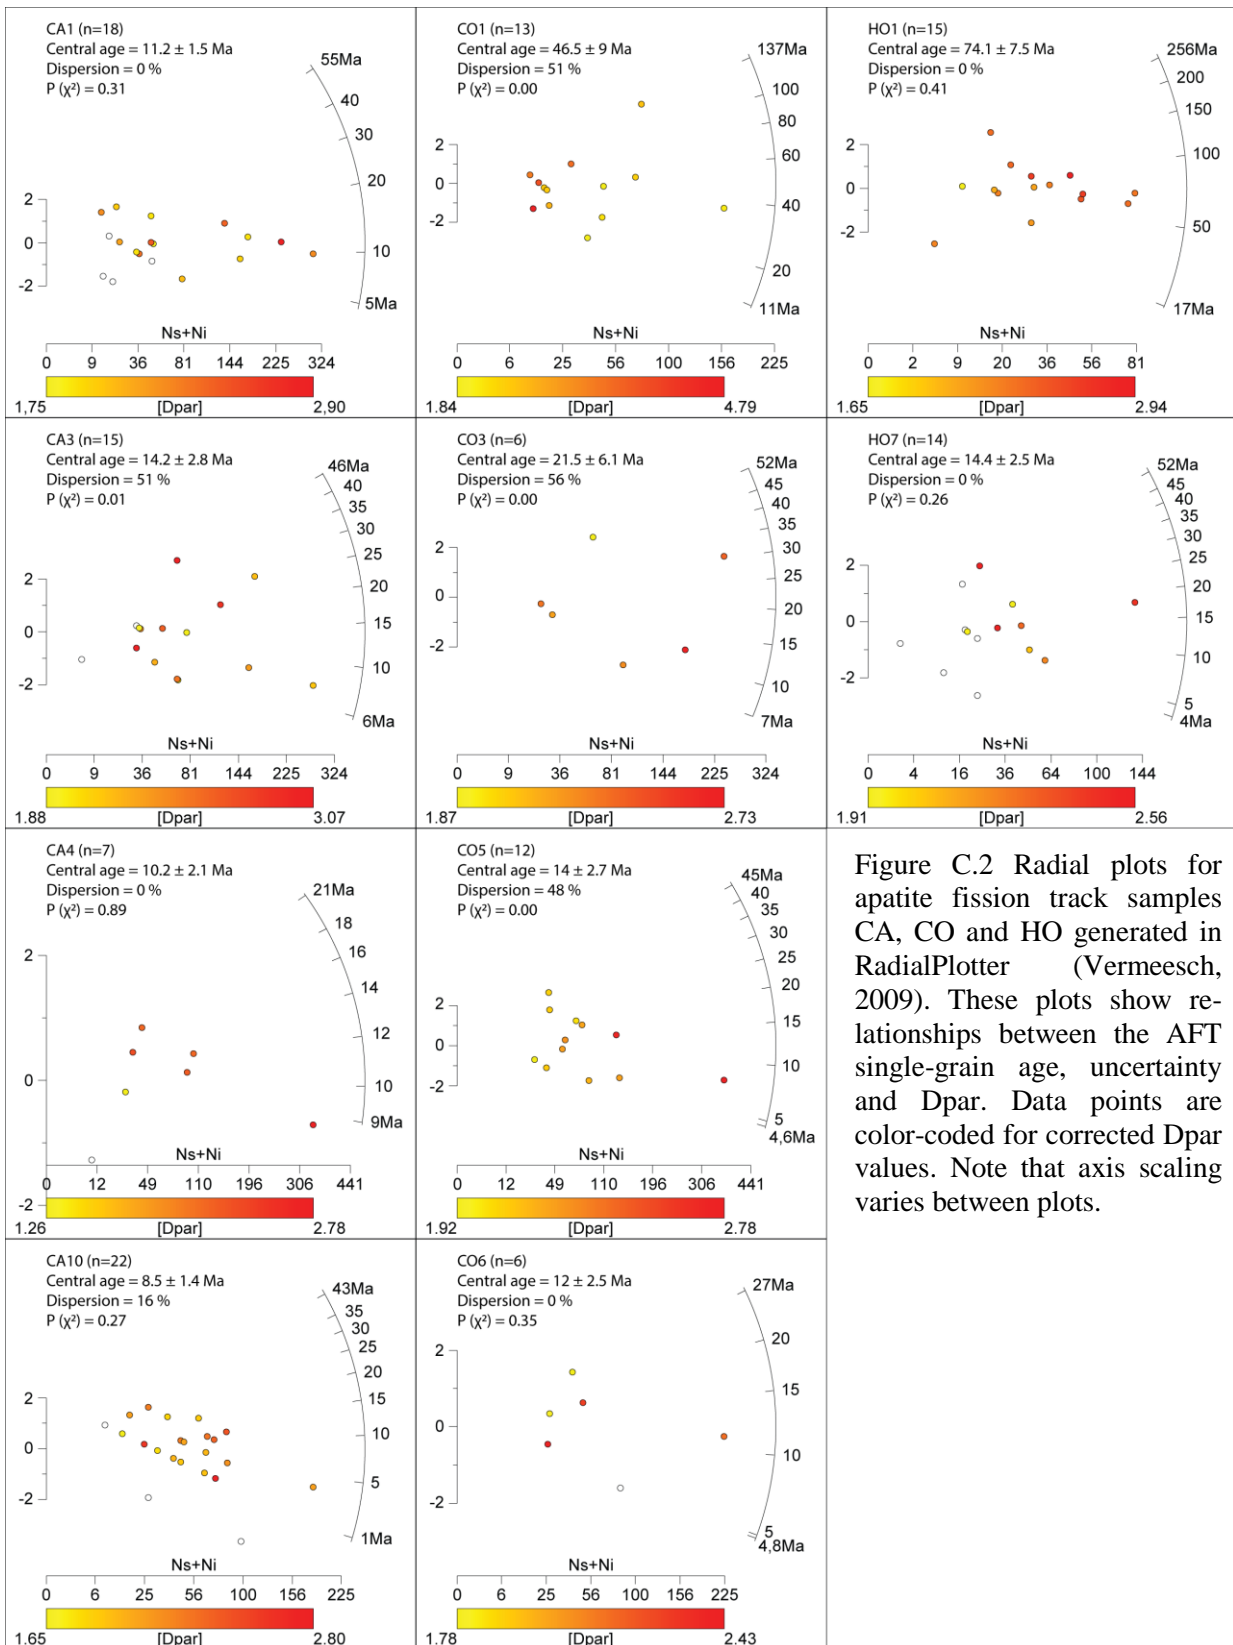 CA1 (n=18)
Central age = 11.2 ± 1.5 Ma
Dispersion = 0 %
P (χ²) = 0.31
55Ma
40
30
20
10
5Ma
2
0
-2
Ns+Ni
0 9 36 81 144 225 324
1,75 [Dpar] 2,90
CO1 (n=13)
Central age = 46.5 ± 9 Ma
Dispersion = 51 %
P (χ²) = 0.00
137Ma
100
80
60
40
20
11Ma
2
0
-2
Ns+Ni
0 6 25 56 100 156 225
1.84 [Dpar] 4.79
HO1 (n=15)
Central age = 74.1 ± 7.5 Ma
Dispersion = 0 %
P (χ²) = 0.41
256Ma
200
150
100
50
17Ma
2
0
-2
Ns+Ni
0 2 9 20 36 56 81
1.65 [Dpar] 2.94
CA3 (n=15)
Central age = 14.2 ± 2.8 Ma
Dispersion = 51 %
P (χ²) = 0.01
46Ma
40
35
30
25
20
15
10
6Ma
2
0
-2
Ns+Ni
0 9 36 81 144 225 324
1.88 [Dpar] 3.07
CO3 (n=6)
Central age = 21.5 ± 6.1 Ma
Dispersion = 56 %
P (χ²) = 0.00
52Ma
45
40
35
30
25
20
15
10
7Ma
2
0
-2
Ns+Ni
0 9 36 81 144 225 324
1.87 [Dpar] 2.73
HO7 (n=14)
Central age = 14.4 ± 2.5 Ma
Dispersion = 0 %
P (χ²) = 0.26
52Ma
45
40
35
30
25
20
15
10
5
4Ma
2
0
-2
Ns+Ni
0 4 16 36 64 100 144
1.91 [Dpar] 2.56
CA4 (n=7)
Central age = 10.2 ± 2.1 Ma
Dispersion = 0 %
P (χ²) = 0.89
21Ma
18
16
14
12
10
9Ma
2
0
-2
Ns+Ni
0 12 49 110 196 306 441
1.26 [Dpar] 2.78
CO5 (n=12)
Central age = 14 ± 2.7 Ma
Dispersion = 48 %
P (χ²) = 0.00
45Ma
40
35
30
25
20
15
10
5
4,6Ma
2
0
-2
Ns+Ni
0 12 49 110 196 306 441
1.92 [Dpar] 2.78
Figure C.2 Radial plots for
apatite fission track samples
CA, CO and HO generated in
RadialPlotter (Vermeesch,
2009). These plots show re-
lationships between the AFT
single-grain age, uncertainty
and Dpar. Data points are
color-coded for corrected Dpar
values. Note that axis scaling
varies between plots.
CA10 (n=22)
Central age = 8.5 ± 1.4 Ma
Dispersion = 16 %
P (χ²) = 0.27
43Ma
35
30
25
20
15
10
5
1Ma
2
0
-2
Ns+Ni
0 6 25 56 100 156 225
1.65 [Dpar] 2.80
CO6 (n=6)
Central age = 12 ± 2.5 Ma
Dispersion = 0 %
P (χ²) = 0.35
27Ma
20
15
10
5
4,8Ma
2
0
-2
Ns+Ni
0 25 56 100 156 225
1.78 [Dpar] 2.43